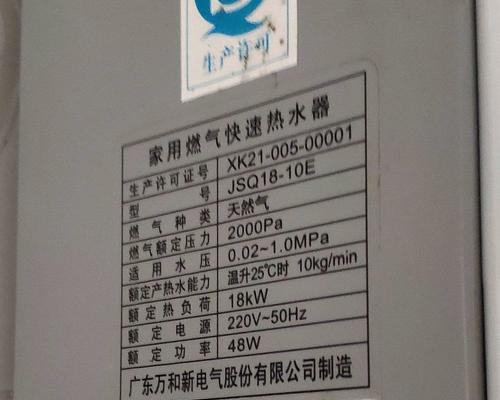 生产许可
家用燃气快速热水器
生产许可证号 XK21-005-00001
型号 JSQ18-10E
燃气种类 天然气
燃气额定压力 2000Pa
适用水压 0.02~1.0MPa
额定产热水能力 温升25℃时 10kg/min
额定热负荷 18kW
额定电源 220V~50Hz
额定功率 48W
广东万和新电气股份有限公司制造